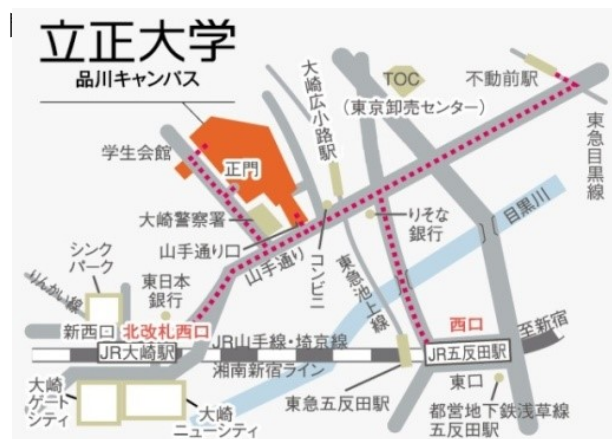 立正大学
品川キャンパス
大崎広小路駅
TOC
(東京卸売センター)
不動前駅
東急目黒線
学生会館
正門
大崎警察署
山手通り口
山手通り
コンビニ
りそな
銀行
目黒川
東急池上線
シンク
パーク
りんかい線
東日本
銀行
新西口
北改札西口
JR大崎駅
JR山手線・埼京線
湘南新宿ライン
西口
至新宿
JR五反田駅
東口
大崎
ゲート
シティ
大崎
ニューシティ
東急五反田駅
都営地下鉄浅草線
五反田駅